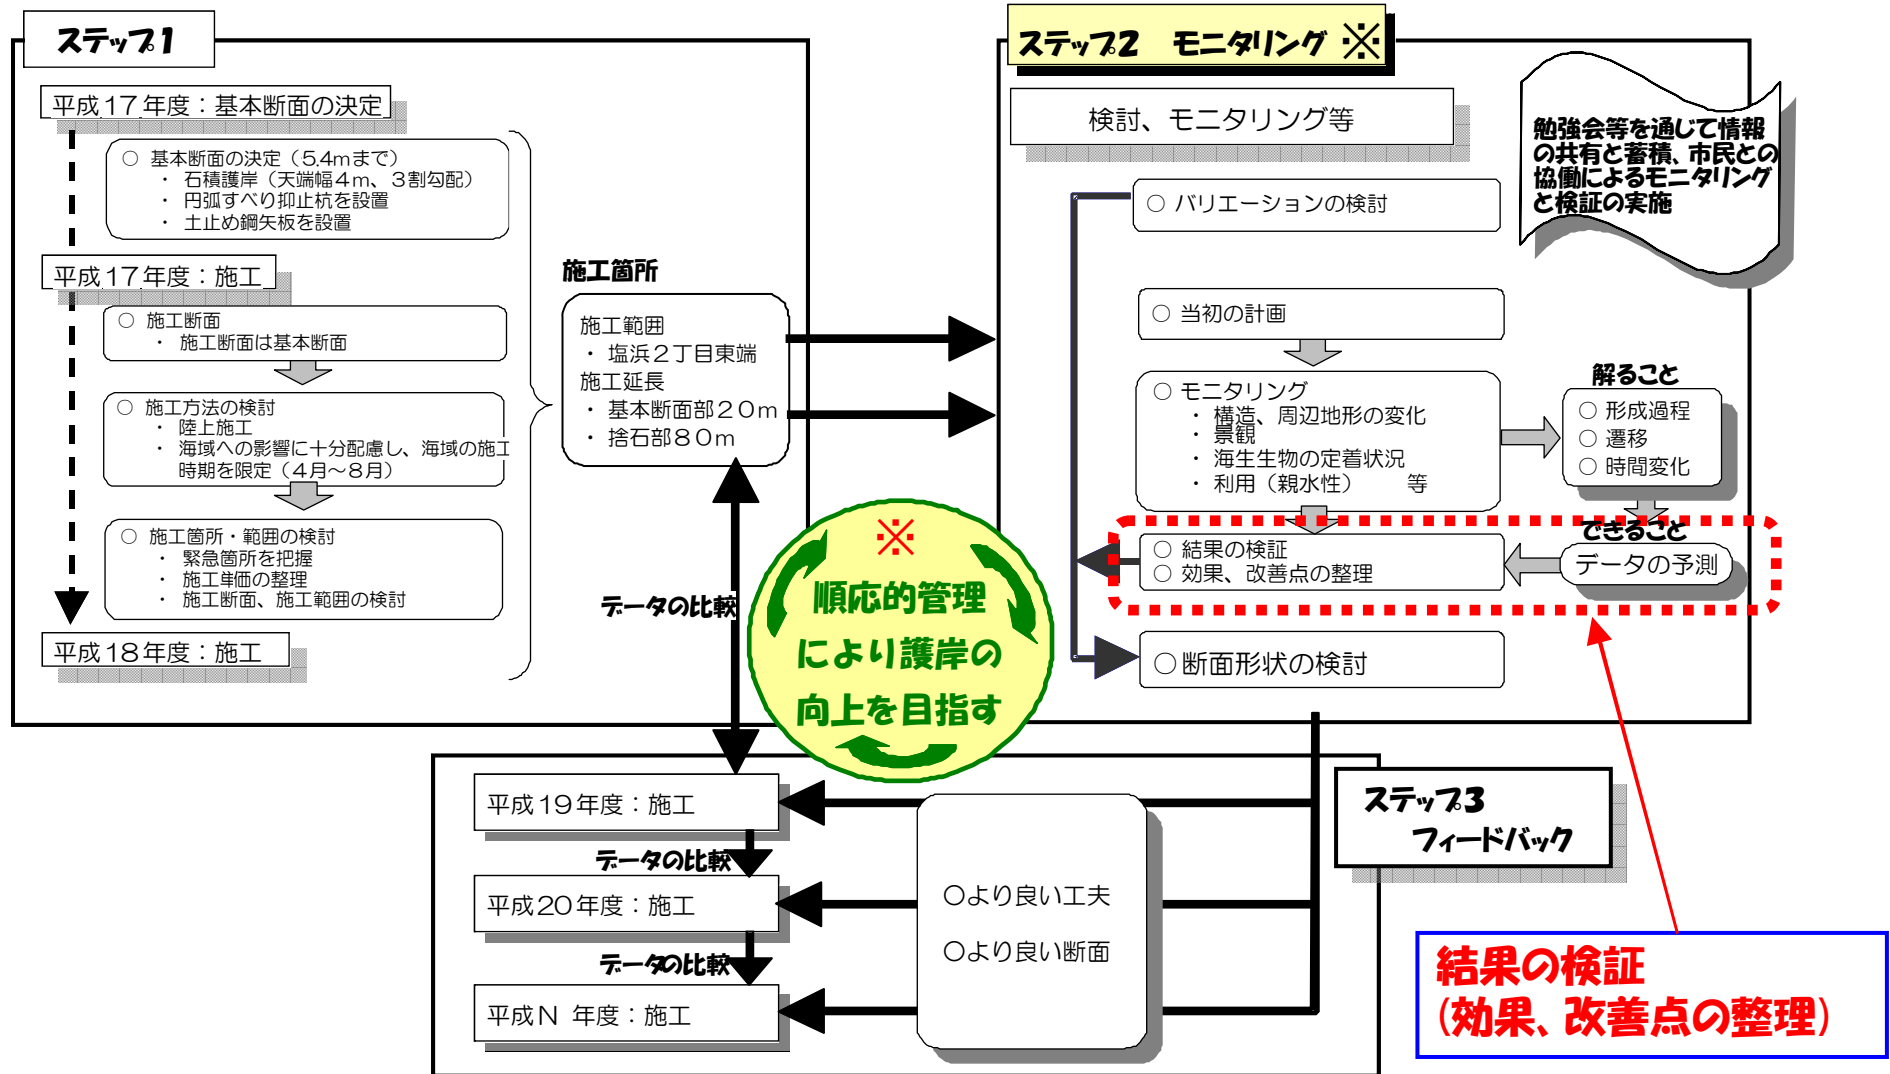 ステップ1
平成17年度：基本断面の決定
○ 基本断面の決定（5.4mまで）
・ 石積護岸（天端幅４m、３割勾配）
・ 円弧すべり抑止杭を設置
・ 土止め鋼矢板を設置
平成17年度：施工
○ 施工断面
・ 施工断面は基本断面
○ 施工方法の検討
・ 陸上施工
・ 海域への影響に十分配慮し、海域の施工
時期を限定（４月～８月）
○ 施工箇所・範囲の検討
・ 緊急箇所を把握
・ 施工単価の整理
・ 施工断面、施工範囲の検討
平成18年度：施工
施工箇所
施工範囲
・ 塩浜２丁目東端
施工延長
・ 基本断面部２０m
・ 捨石部８０m
データの比較
※
順応的管理
により護岸の
向上を目指す
ステップ2 モニタリング ※
検討、モニタリング等
勉強会等を通じて情報
の共有と蓄積、市民との
協働によるモニタリング
と検証の実施
○ バリエーションの検討
○ 当初の計画
○ モニタリング
・ 構造、周辺地形の変化
・ 景観
・ 海生生物の定着状況
・ 利用（親水性） 等
解ること
○ 形成過程
○ 遷移
○ 時間変化
できること
データの予測
○ 結果の検証
○ 効果、改善点の整理
○断面形状の検討
ステップ3
フィードバック
平成19年度：施工
データの比較
平成20年度：施工
データの比較
平成N 年度：施工
○より良い工夫
○より良い断面
結果の検証
(効果、改善点の整理)